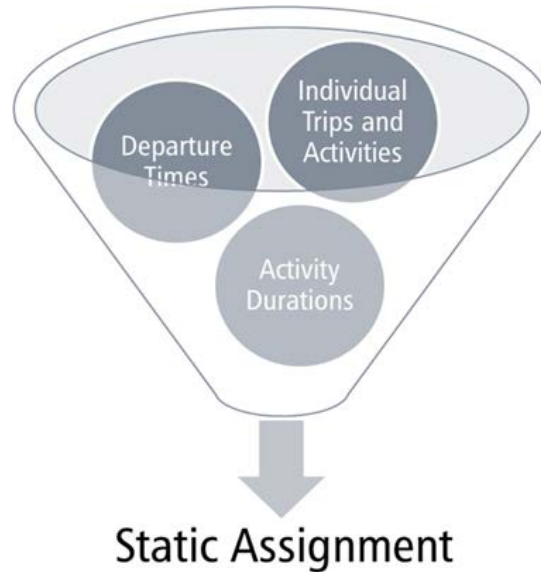 Individual
Trips and
Activities
Departure
Times
Activity
Durations
Static Assignment